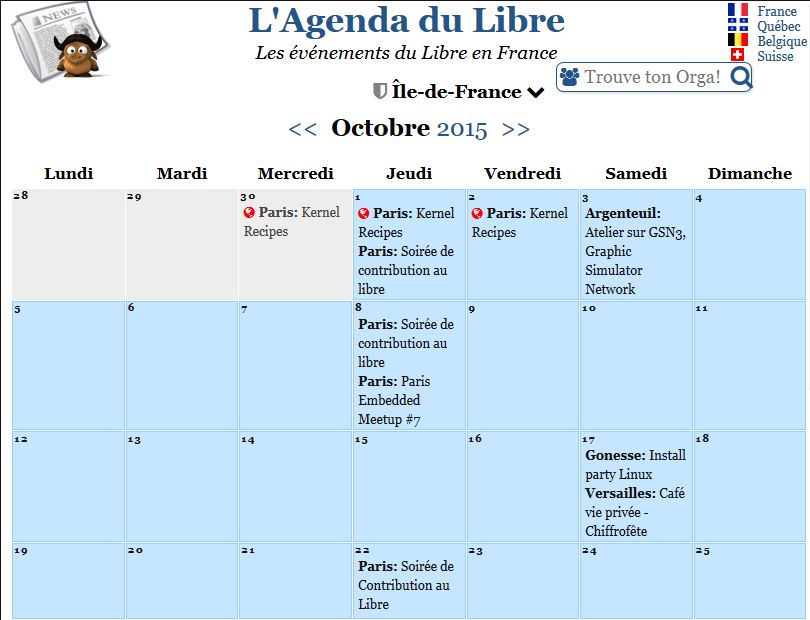 NEWS
L'Agenda du Libre
Les événements du Libre en France
France
Québec
Belgique
Suisse
Île-de-France
Trouve ton Orga!
<< Octobre 2015 >>
Lundi Mardi Mercredi Jeudi Vendredi Samedi Dimanche
28
29
30
Paris: Kernel
Recipes
1
Paris: Kernel
Recipes
Paris: Soirée de
contribution au
libre
2
Paris: Kernel
Recipes
3
Argenteuil:
Atelier sur GSN3,
Graphic
Simulator
Network
4
5
6
7
8
Paris: Soirée de
contribution au
libre
Paris: Paris
Embedded
Meetup #7
9
10
11
12
13
14
15
16
17
Gonesse: Install
party Linux
Versailles: Café
vie privée -
Chiffrofête
18
19
20
21
22
Paris: Soirée de
Contribution au
Libre
23
24
25